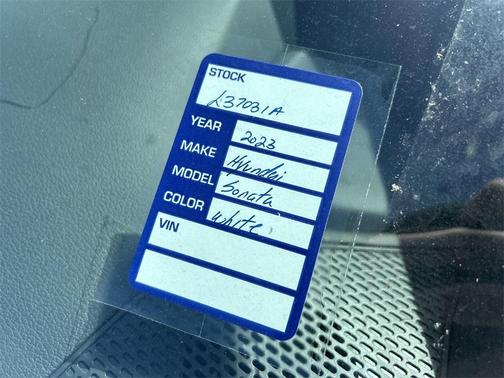 STOCK
L37031A
YEAR 2023
MAKE Hyundai
MODEL Sonata
COLOR White
VIN